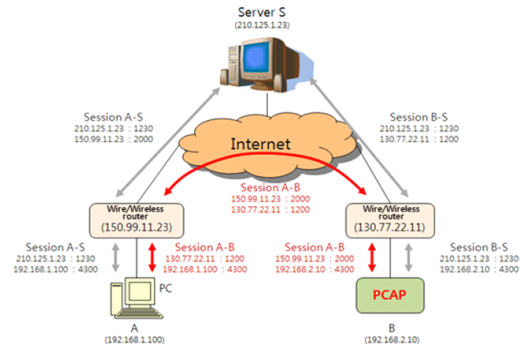 Server S
(210.125.1.23)
Session A-S
210.125.1.23 : 1230
150.99.11.23 : 2000
Session B-S
210.125.1.23 : 1230
130.77.22.11 : 1200
Internet
Session A-B
150.99.11.23 : 2000
130.77.22.11 : 1200
Wire/Wireless
router
(150.99.11.23)
Wire/Wireless
router
(130.77.22.11)
Session A-S
210.125.1.23 : 1230
192.168.1.100 : 4300
Session A-B
130.77.22.11 : 1200
192.168.1.100 : 4300
Session A-B
150.99.11.23 : 2000
192.168.2.10 : 4300
Session B-S
210.125.1.23 : 1230
192.168.2.10 : 4300
PC
PCAP
A
(192.168.1.100)
B
(192.168.2.10)